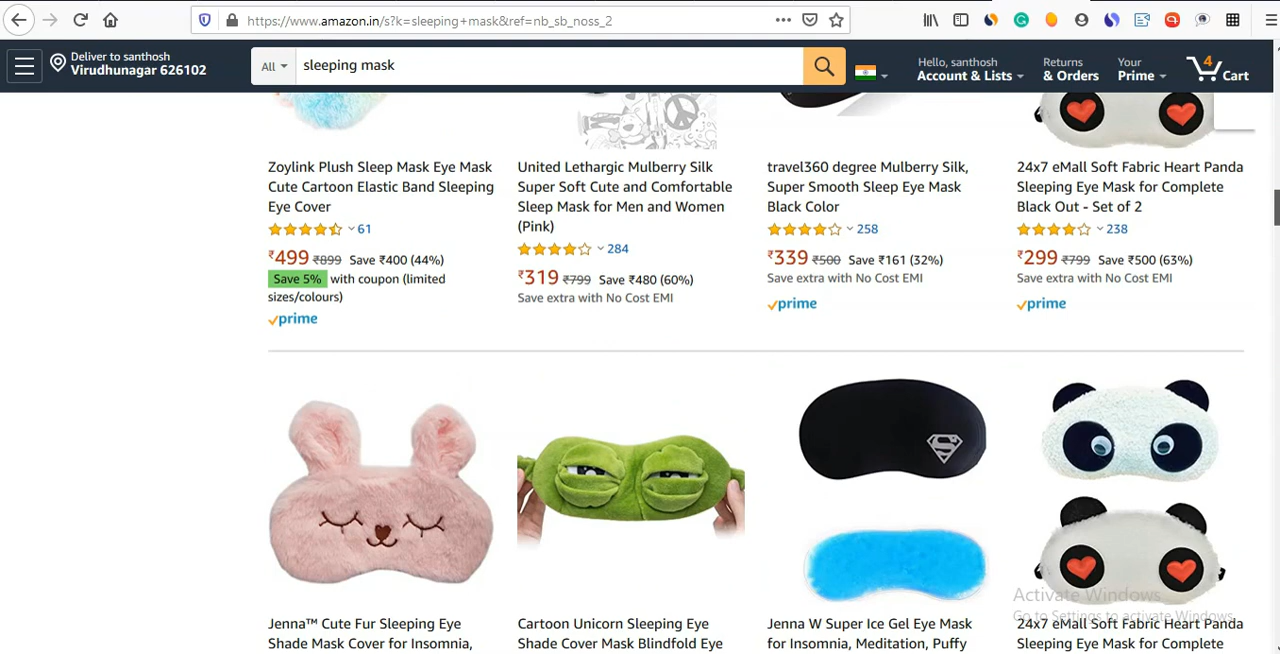 https://www.amazon.in/s?k=sleeping+mask&ref=nb_sb_noss_2
Deliver to santhosh
Virudhunagar 626102
All
sleeping mask
Hello, santhosh
Account & Lists
Returns
& Orders
Your
Prime
4
Cart
Zoylink Plush Sleep Mask Eye Mask
Cute Cartoon Elastic Band Sleeping
Eye Cover
61
₹499 ₹899 Save ₹400 (44%)
Save 5% with coupon (limited
sizes/colours)
prime
United Lethargic Mulberry Silk
Super Soft Cute and Comfortable
Sleep Mask for Men and Women
(Pink)
284
₹319 ₹799 Save ₹480 (60%)
Save extra with No Cost EMI
travel360 degree Mulberry Silk,
Super Smooth Sleep Eye Mask
Black Color
258
₹339 ₹500 Save ₹161 (32%)
Save extra with No Cost EMI
prime
24x7 eMall Soft Fabric Heart Panda
Sleeping Eye Mask for Complete
Black Out - Set of 2
238
₹299 ₹799 Save ₹500 (63%)
Save extra with No Cost EMI
prime
Jenna™ Cute Fur Sleeping Eye
Shade Mask Cover for Insomnia,
Cartoon Unicorn Sleeping Eye
Shade Cover Mask Blindfold Eye
Jenna W Super Ice Gel Eye Mask
for Insomnia, Meditation, Puffy
Activate Windows
Go to Settings to activate Windows.
24x7 eMall Soft Fabric Heart Panda
Sleeping Eye Mask for Complete